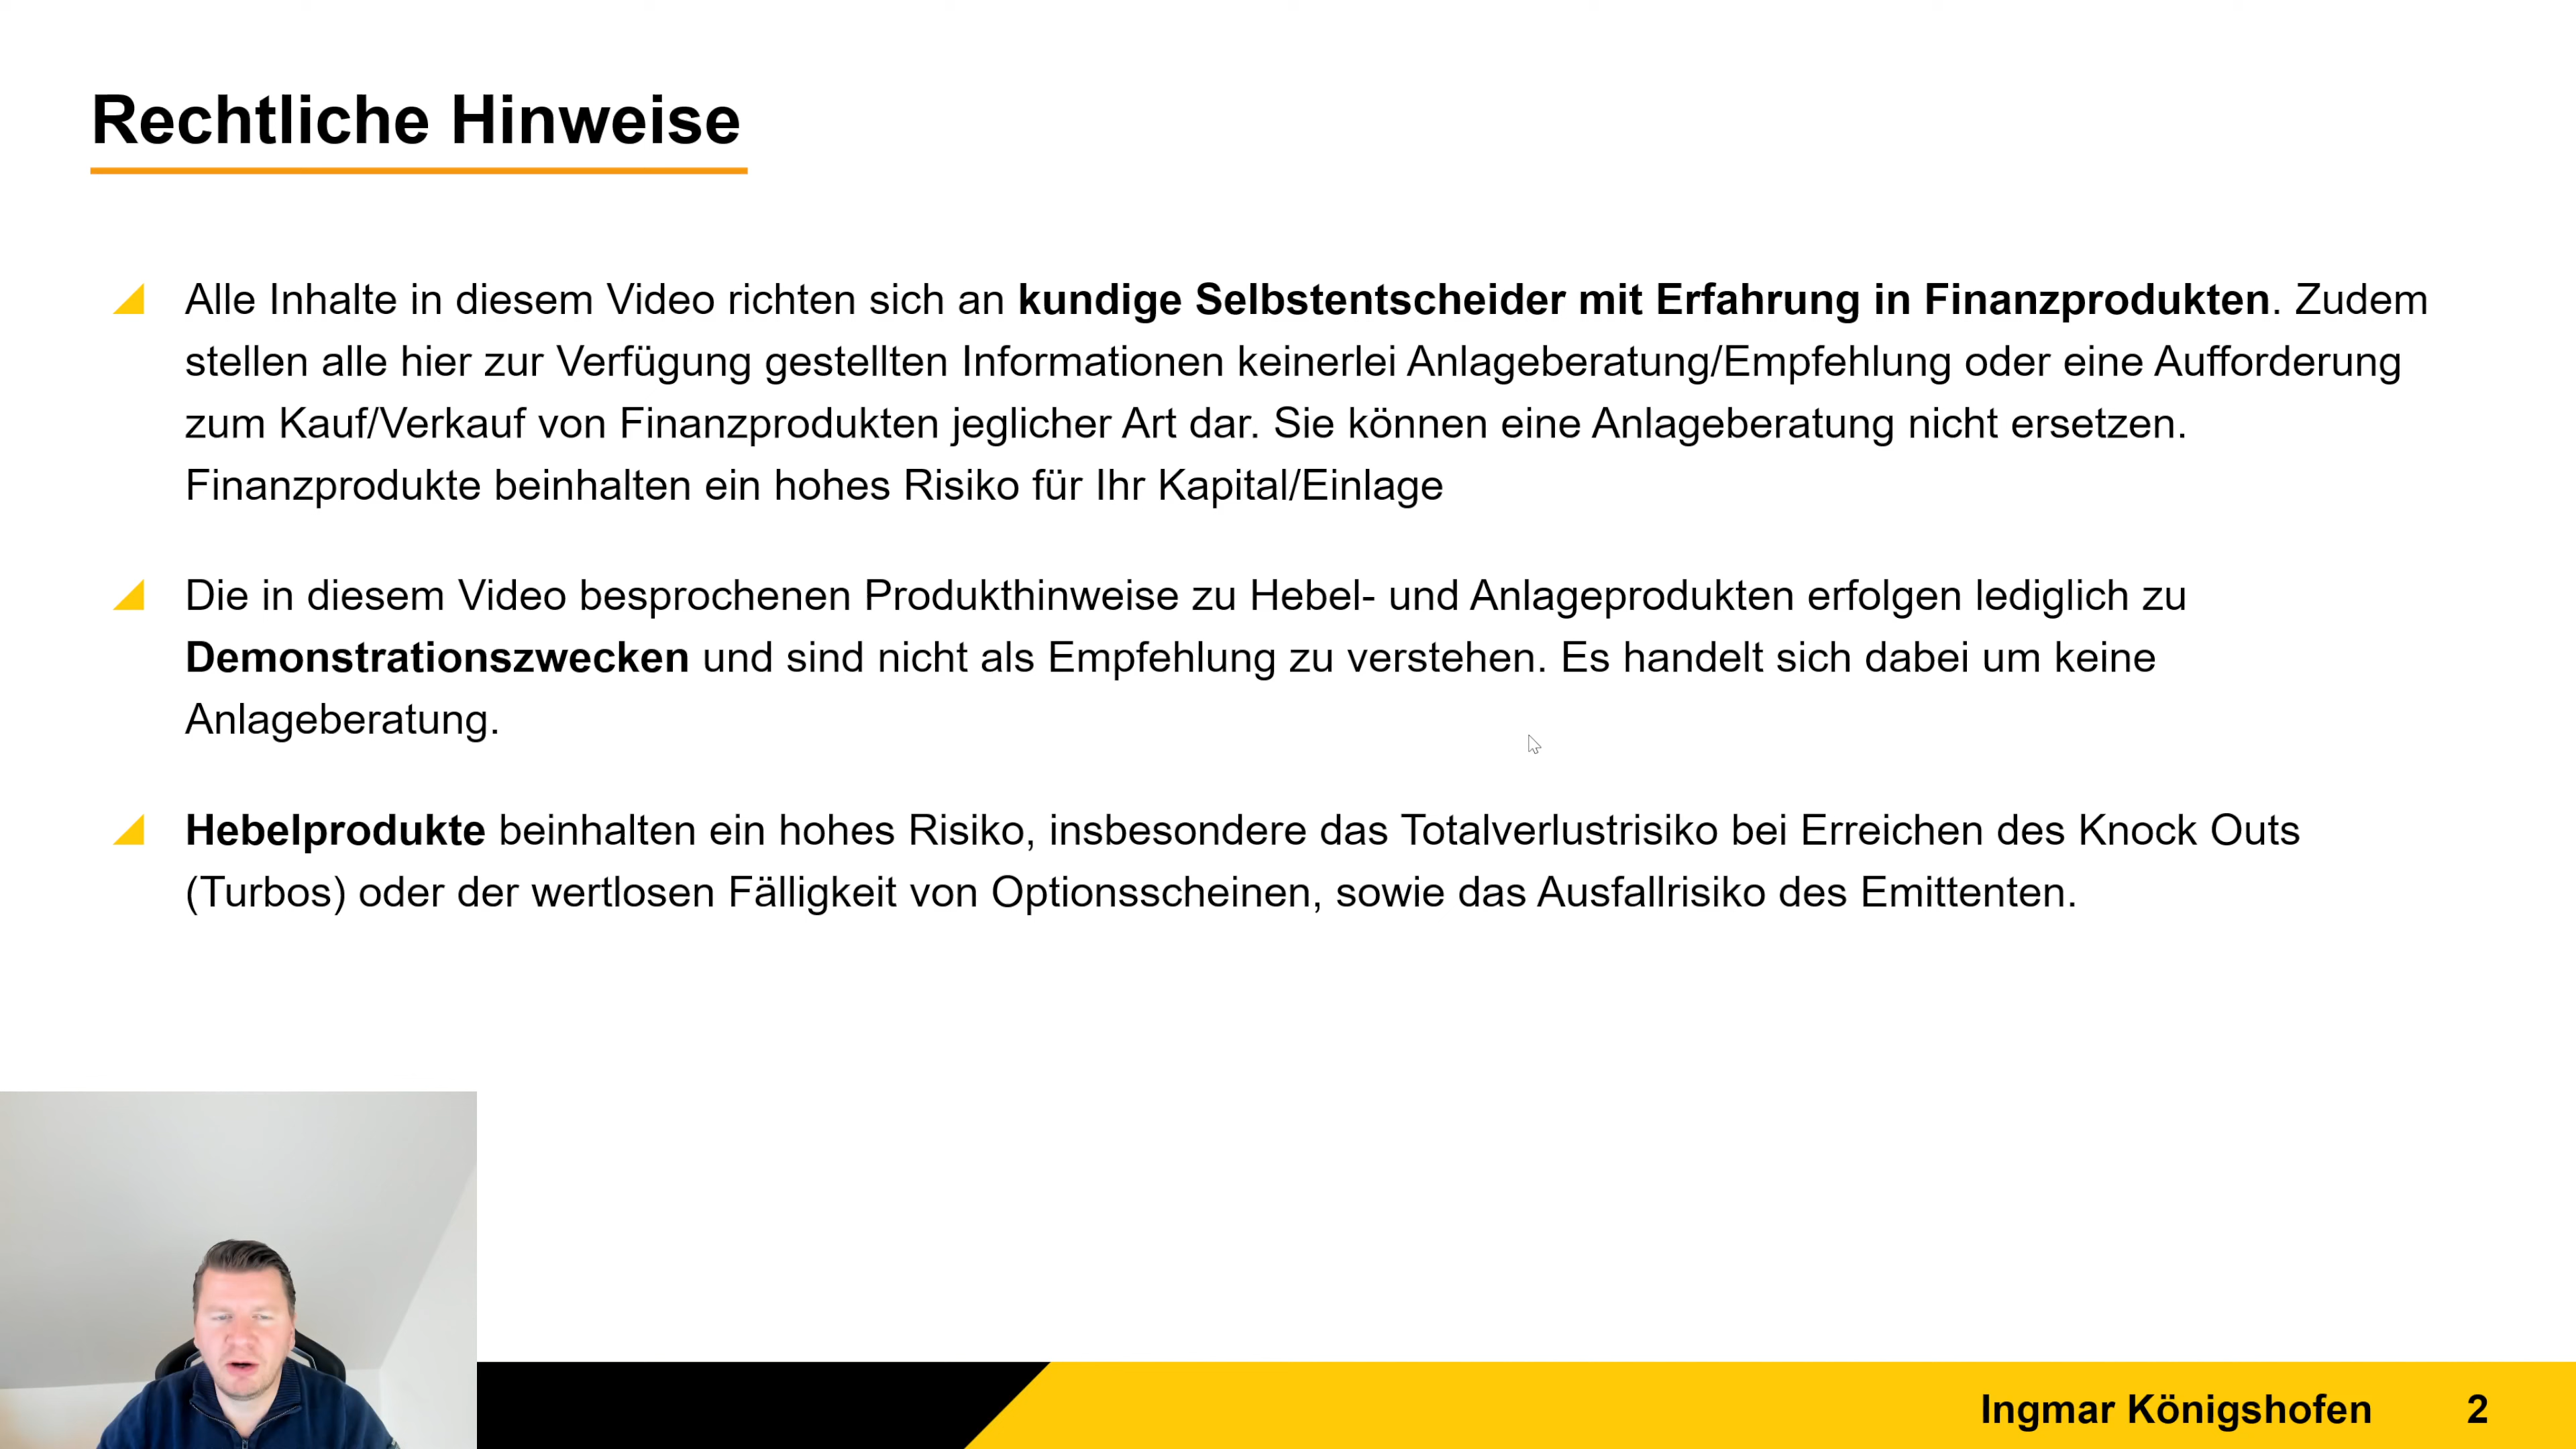 Rechtliche Hinweise
Alle Inhalte in diesem Video richten sich an kundige Selbstentscheider mit Erfahrung in Finanzprodukten. Zudem
stellen alle hier zur Verfügung gestellten Informationen keinerlei Anlageberatung/Empfehlung oder eine Aufforderung
zum Kauf/Verkauf von Finanzprodukten jeglicher Art dar. Sie können eine Anlageberatung nicht ersetzen.
Finanzprodukte beinhalten ein hohes Risiko für Ihr Kapital/Einlage
Die in diesem Video besprochenen Produkthinweise zu Hebel- und Anlageprodukten erfolgen lediglich zu
Demonstrationszwecken und sind nicht als Empfehlung zu verstehen. Es handelt sich dabei um keine
Anlageberatung.
Hebelprodukte beinhalten ein hohes Risiko, insbesondere das Totalverlustrisiko bei Erreichen des Knock Outs
(Turbos) oder der wertlosen Fälligkeit von Optionsscheinen, sowie das Ausfallrisiko des Emittenten.
Ingmar Königshofen 2